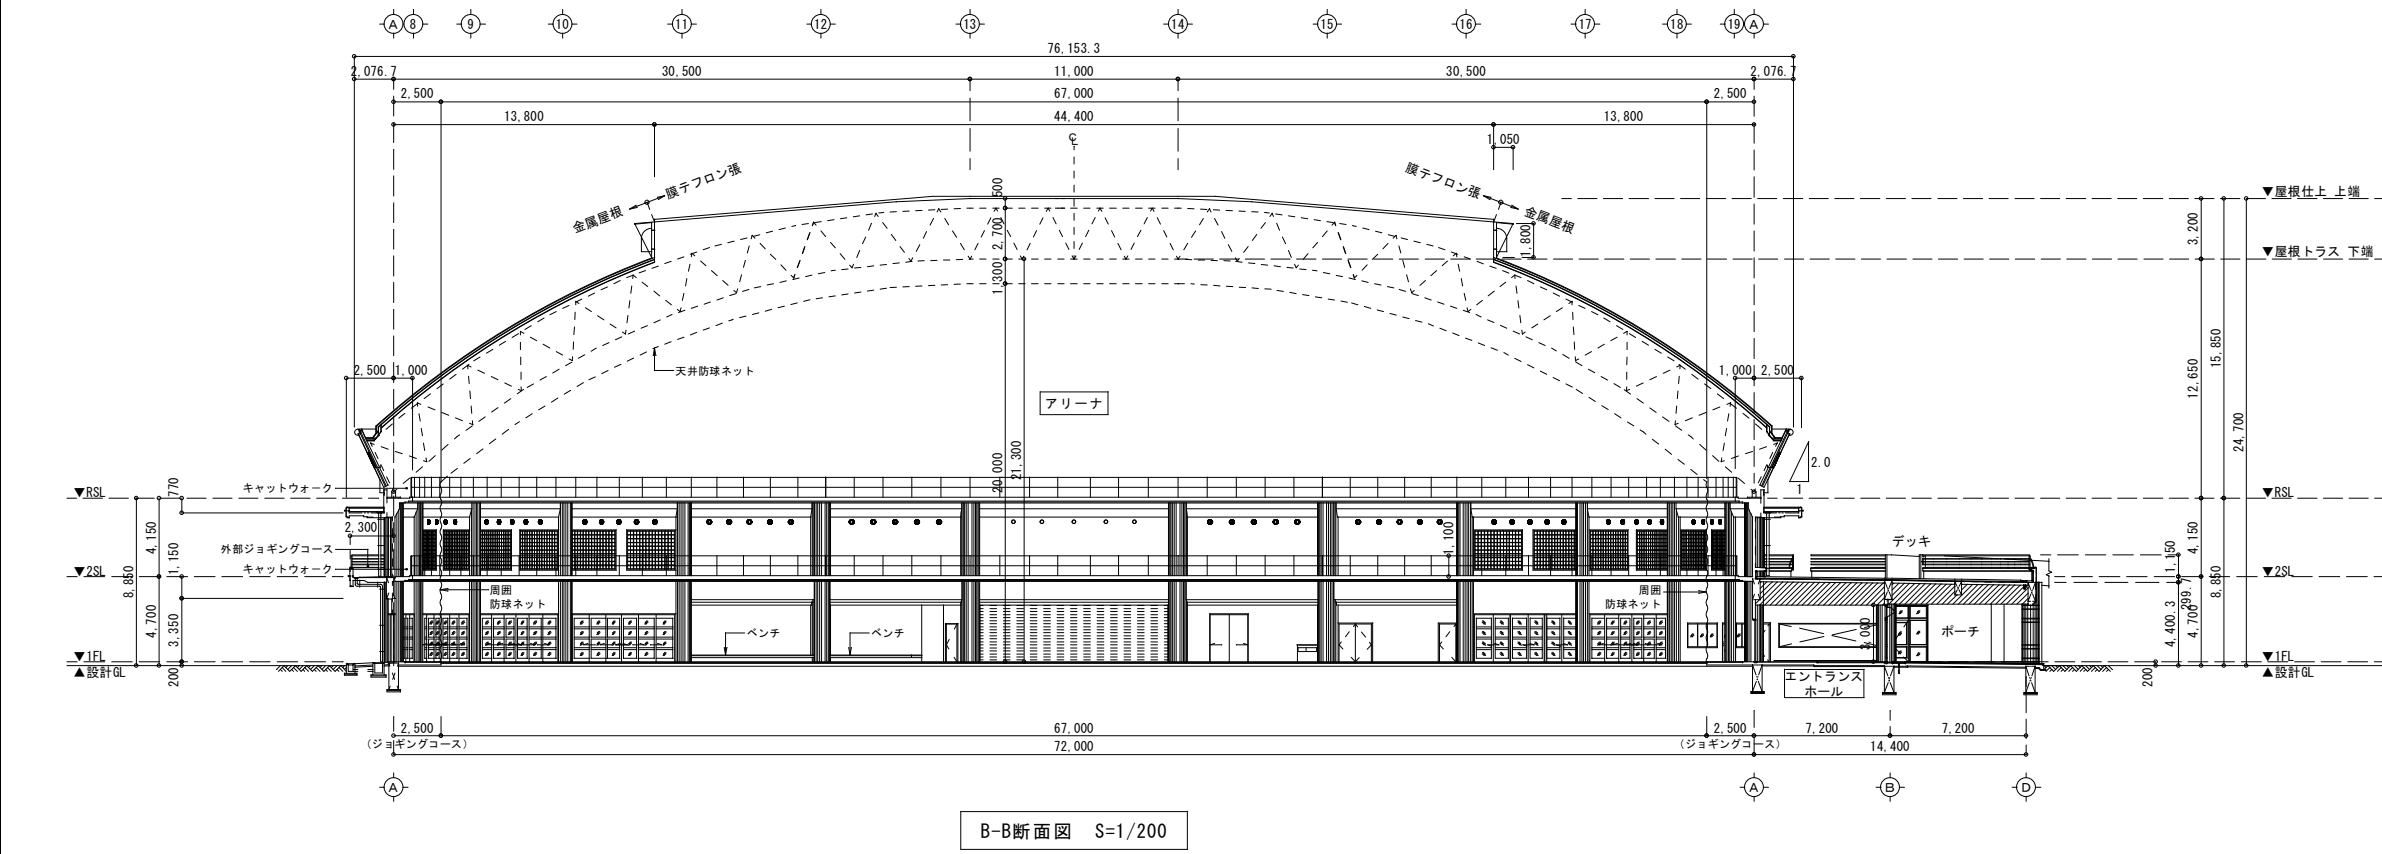 A 8 9 10 11 12 13 14 15 16 17 18 19 A
76,153.3
2,076.7 30,500 11,000 30,500 2,076.7
2,500 67,000 2,500
13,800 44,400 13,800
1,050
金属屋根 膜テフロン張
膜テフロン張 金属屋根
▼屋根仕上 上端
▼屋根トラス 下端
500
2,700
1,300
1,800
3,200
12,650
15,850
24,700
2,500 1,000
1,000 2,500
天井防球ネット
アリーナ
20,000
21,300
2.0
1
キャットウォーク
▼RSL
▼RSL
770
2,300
外部ジョギングコース
キャットウォーク
4,150
1,150
8,850
▼2SL
▼2SL
1,100
デッキ
1,150
4,150
299.7
8,850
周囲
防球ネット
周囲
防球ネット
4,700
3,350
ベンチ
ベンチ
3,000
ポーチ
4,400.3
4,700
▼1FL
▼1FL
▲設計GL
▲設計GL
200
200
エントランス
ホール
2,500 67,000 2,500 7,200 7,200
(ジョギングコース) (ジョギングコース)
72,000 14,400
A A B D
B-B断面図 S=1/200